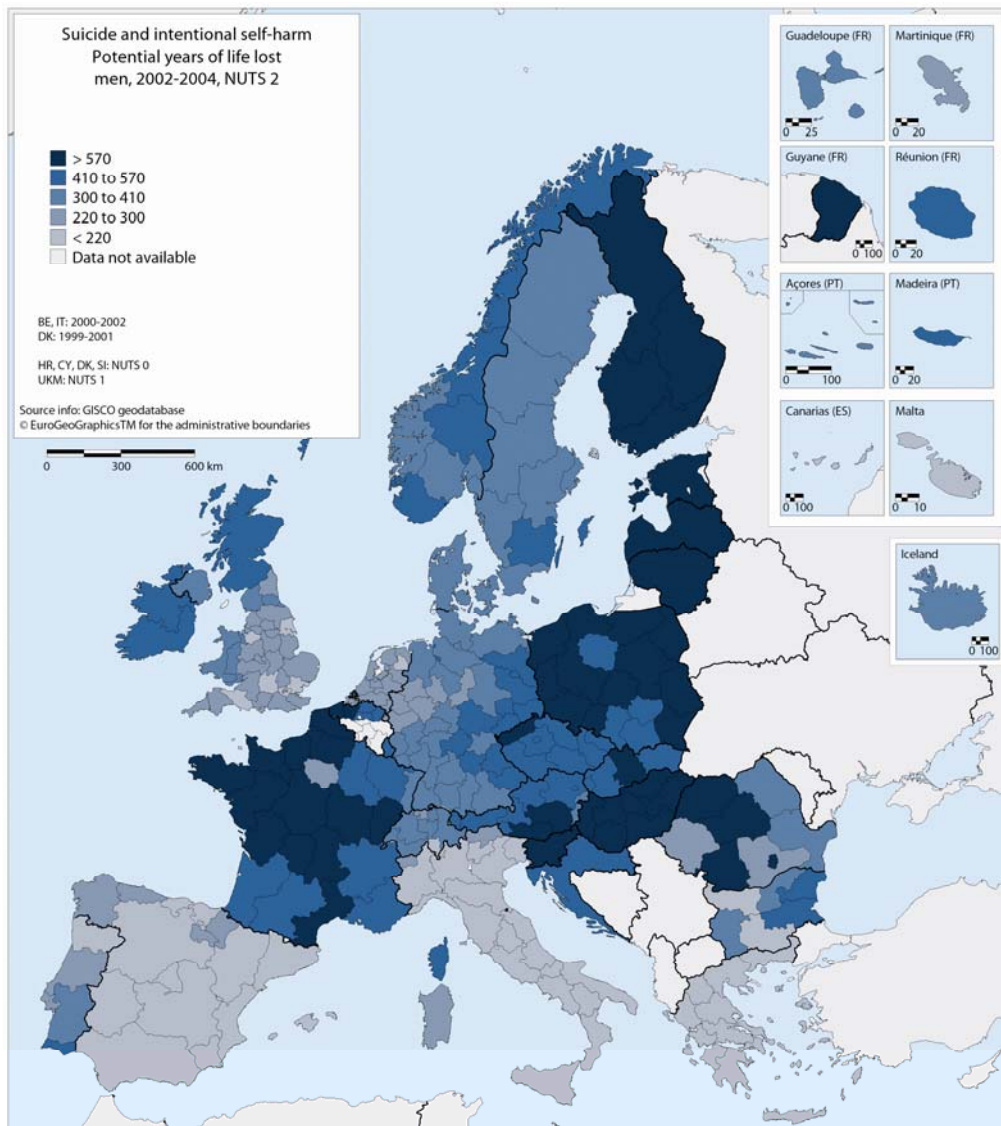 Suicide and intentional self-harm
Potential years of life lost
men, 2002-2004, NUTS 2
> 570
410 to 570
300 to 410
220 to 300
< 220
Data not available
BE, IT: 2000-2002
DK: 1999-2001
HR, CY, DK, SI: NUTS 0
UKM: NUTS 1
Source info: GISCO geodatabase
© EuroGeoGraphicsTM for the administrative boundaries
0 300 600 km
Guadeloupe (FR)
0 25
Martinique (FR)
0 20
Guyane (FR)
0 100
Réunion (FR)
0 20
Açores (PT)
0 100
Madeira (PT)
0 20
Canarias (ES)
0 100
Malta
0 10
Iceland
0 100